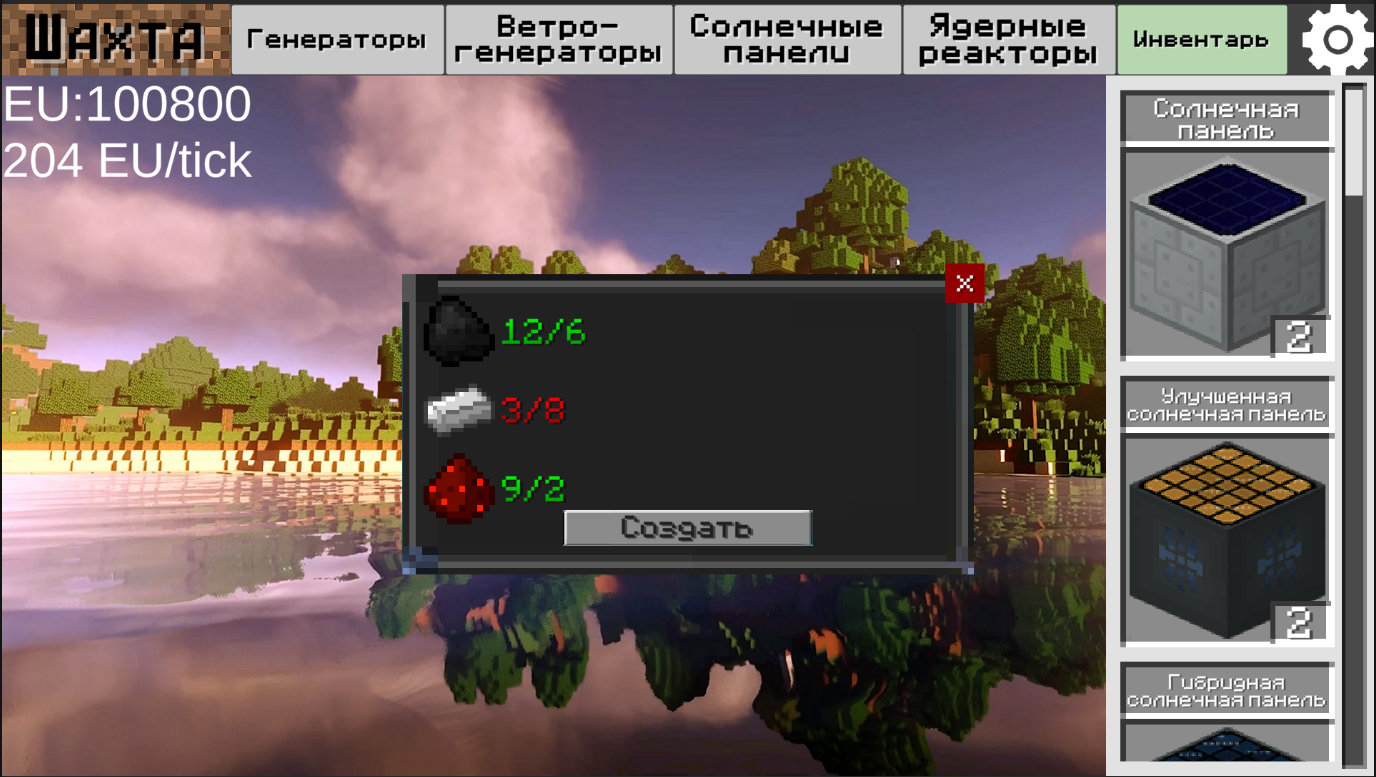 Шахта
Генераторы
Ветро-
генераторы
Солнечные
панели
Ядерные
реакторы
Инвентарь
EU:100800
204 EU/tick
12/6
3/8
9/2
Создать
Солнечная
панель
2
Улучшенная
солнечная панель
2
Гибридная
солнечная панель